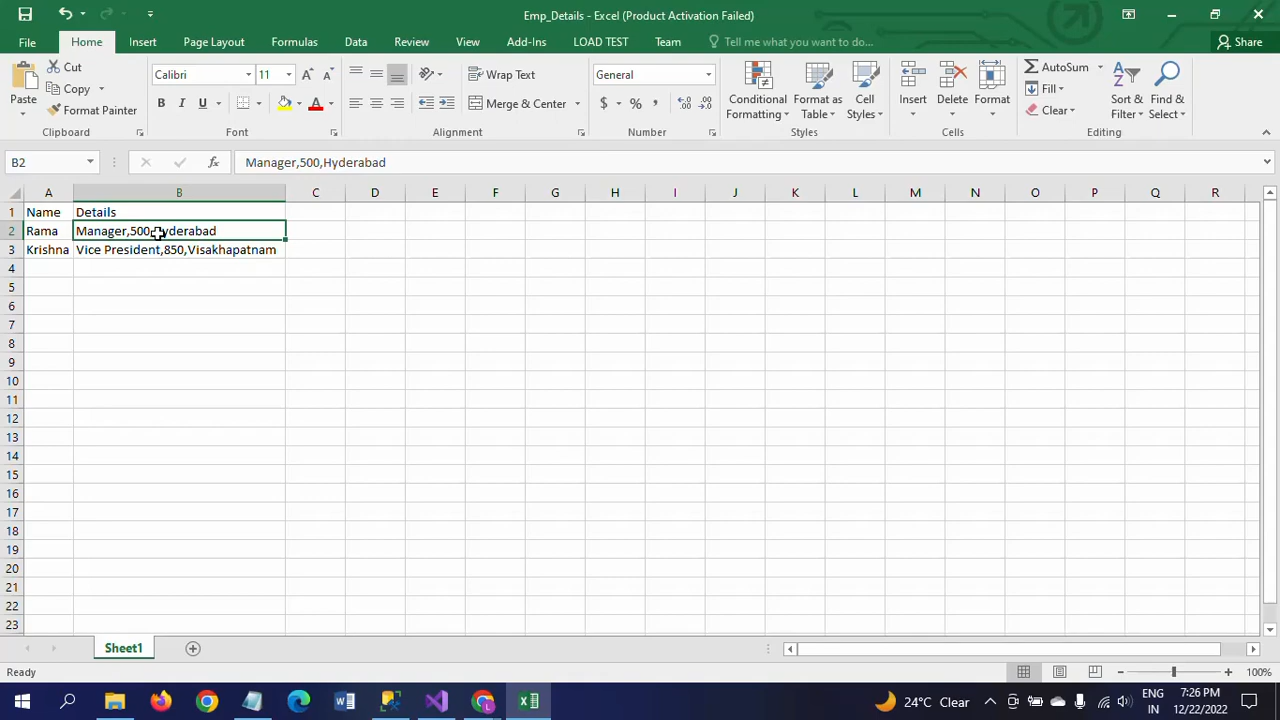 Emp_Details - Excel (Product Activation Failed)
File Home Insert Page Layout Formulas Data Review View Add-Ins LOAD TEST Team Tell me what you want to do... Share
Paste Cut Copy Format Painter
Calibri 11 B I U
Wrap Text Merge & Center
General $ % ,
Conditional Formatting Format as Table Cell Styles
Insert Delete Format
AutoSum Fill Clear
Sort & Filter Find & Select
Clipboard Font Alignment Number Styles Cells Editing
B2 fx Manager,500,Hyderabad
A B C D E F G H I J K L M N O P Q R
1 Name Details
2 Rama Manager,500,Hyderabad
3 Krishna Vice President,850,Visakhapatnam
4
5
6
7
8
9
10
11
12
13
14
15
16
17
18
19
20
21
22
23
Sheet1
Ready 100%
24°C Clear ENG IN 7:26 PM 12/22/2022